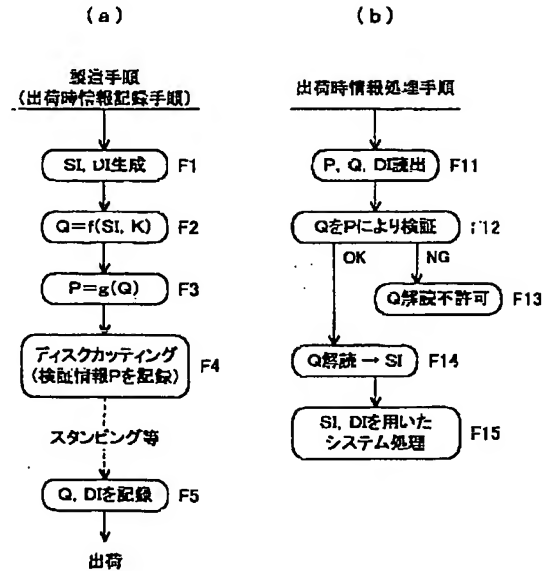 (a)
製造手順
(出荷時情報記録手順)
SI, DI生成 F1
Q=f(SI, K) F2
P=g(Q) F3
ディスクカッティング
(検証情報Pを記録) F4
スタンピング等
Q, DIを記録 F5
出荷
(b)
出荷時情報処理手順
P, Q, DI読出 F11
QをPにより検証 F12
OK NG
Q解読不許可 F13
Q解読→SI F14
SI, DIを用いた
システム処理 F15